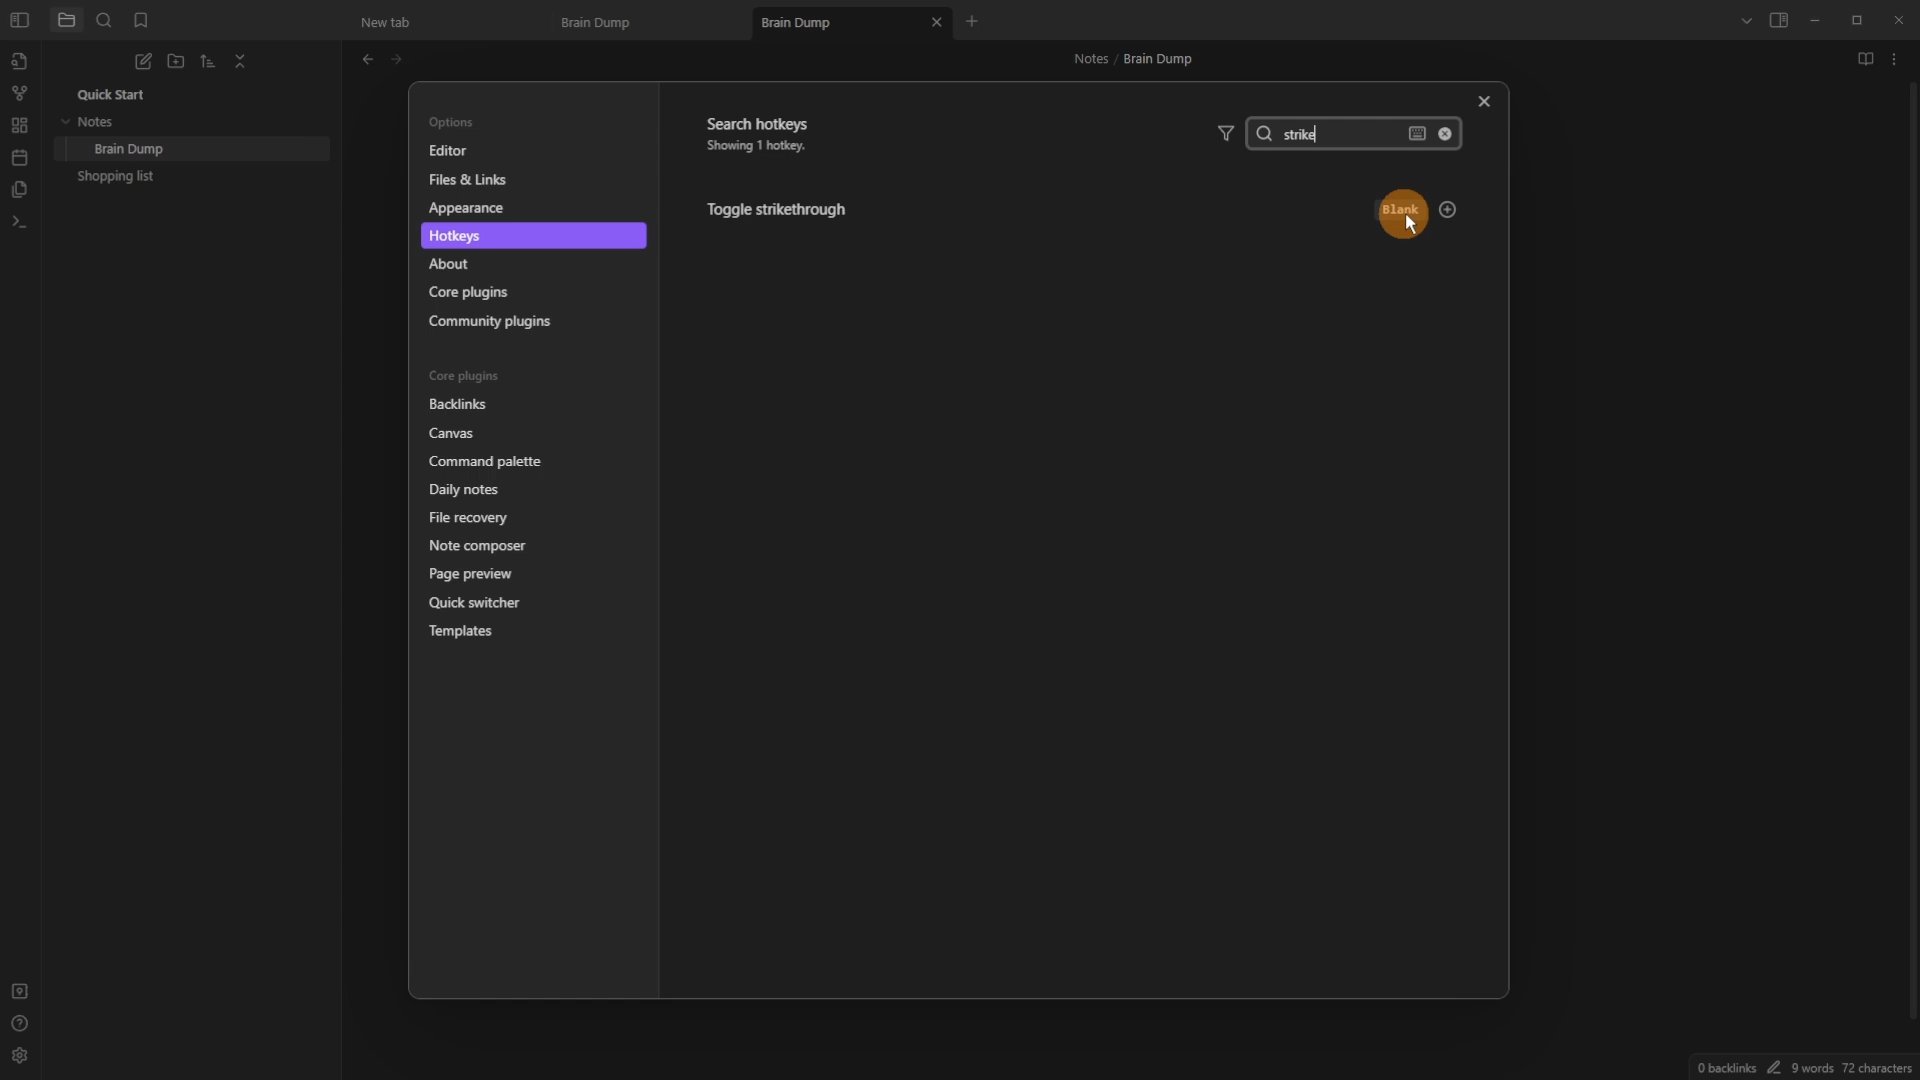 New tab
Brain Dump
Brain Dump
Notes / Brain Dump
Quick Start
Notes
Brain Dump
Shopping list
Options
Editor
Files & Links
Appearance
Hotkeys
About
Core plugins
Community plugins
Core plugins
Backlinks
Canvas
Command palette
Daily notes
File recovery
Note composer
Page preview
Quick switcher
Templates
Search hotkeys
Showing 1 hotkey.
strike
Toggle strikethrough
Blank
0 backlinks 9 words 72 characters